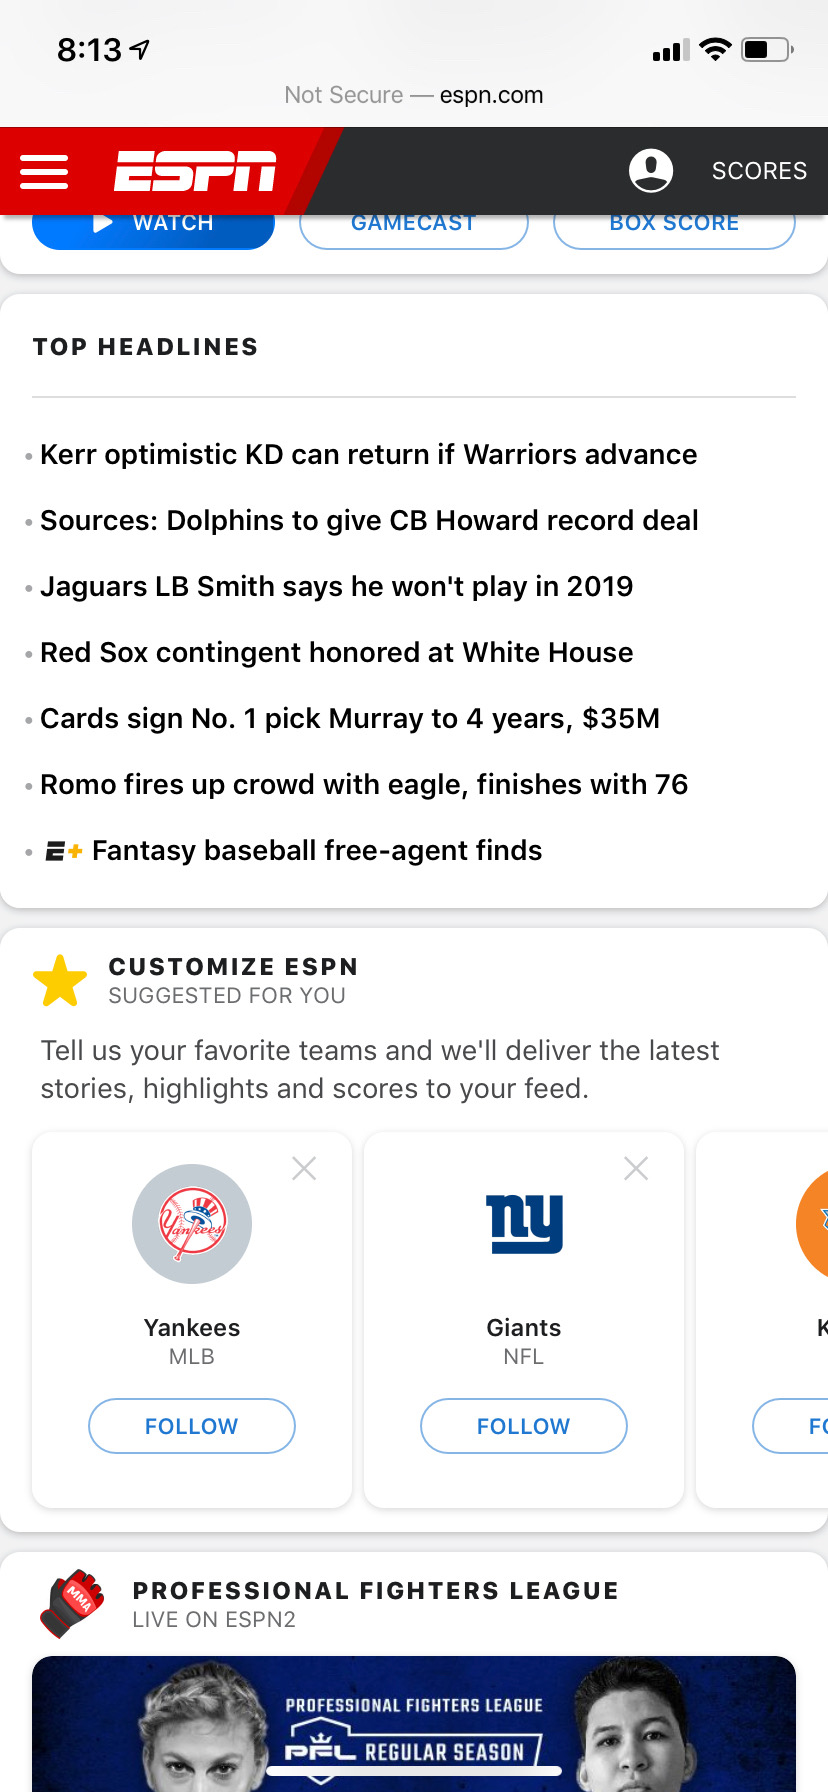 8:13
Not Secure — espn.com
ESPN
SCORES
WATCH
GAMECAST
BOX SCORE
TOP HEADLINES
Kerr optimistic KD can return if Warriors advance
Sources: Dolphins to give CB Howard record deal
Jaguars LB Smith says he won't play in 2019
Red Sox contingent honored at White House
Cards sign No. 1 pick Murray to 4 years, $35M
Romo fires up crowd with eagle, finishes with 76
E+ Fantasy baseball free-agent finds
CUSTOMIZE ESPN
SUGGESTED FOR YOU
Tell us your favorite teams and we'll deliver the latest
stories, highlights and scores to your feed.
Yankees
ny
Yankees
MLB
FOLLOW
Giants
NFL
FOLLOW
MMA
PROFESSIONAL FIGHTERS LEAGUE
LIVE ON ESPN2
PROFESSIONAL FIGHTERS LEAGUE
PFL REGULAR SEASON